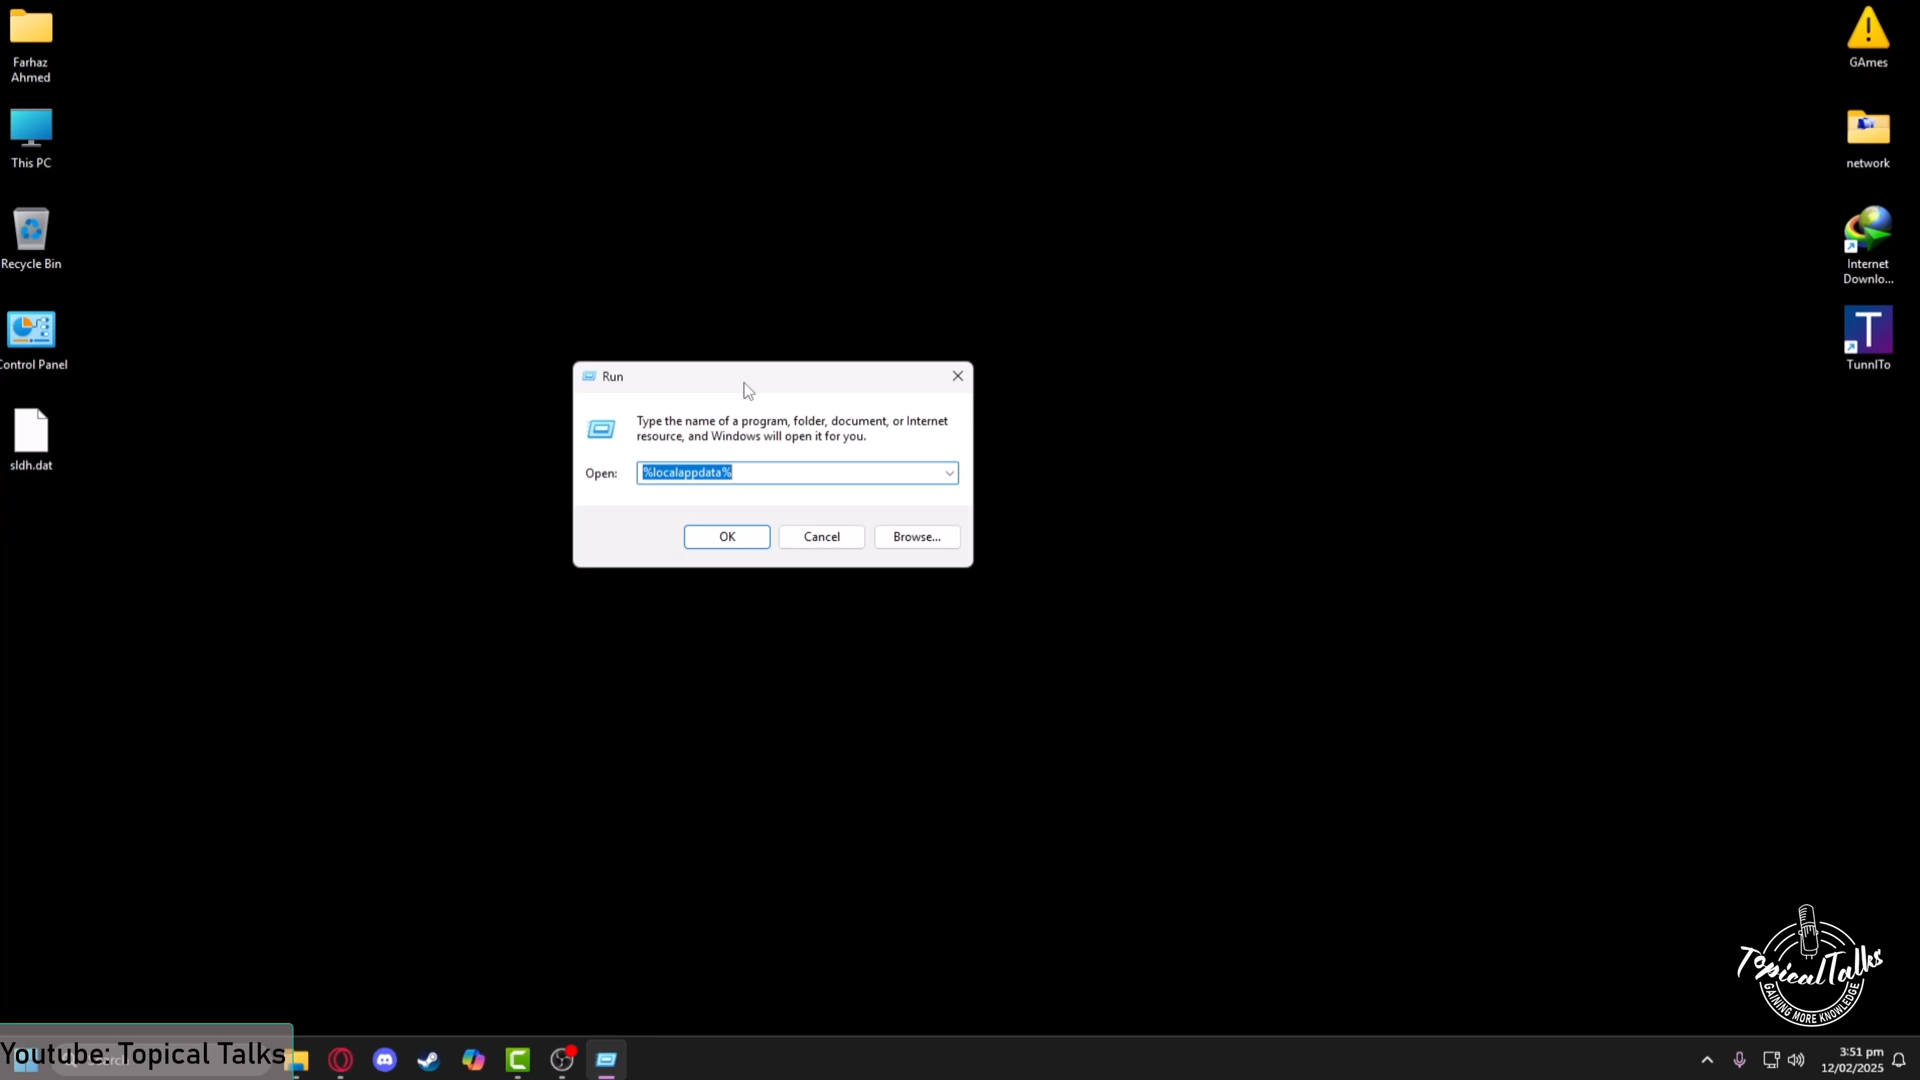 Farhaz
Ahmed
This PC
Recycle Bin
Control Panel
sldh.dat
GAmes
network
Internet
Downlo...
T
TunnlTo
Run
Type the name of a program, folder, document, or Internet
resource, and Windows will open it for you.
Open:
%localappdata%
OK
Cancel
Browse...
TopicalTalks
GAINING MORE KNOWLEDGE
Youtube: Topical Talks
3:51 pm
12/02/2025